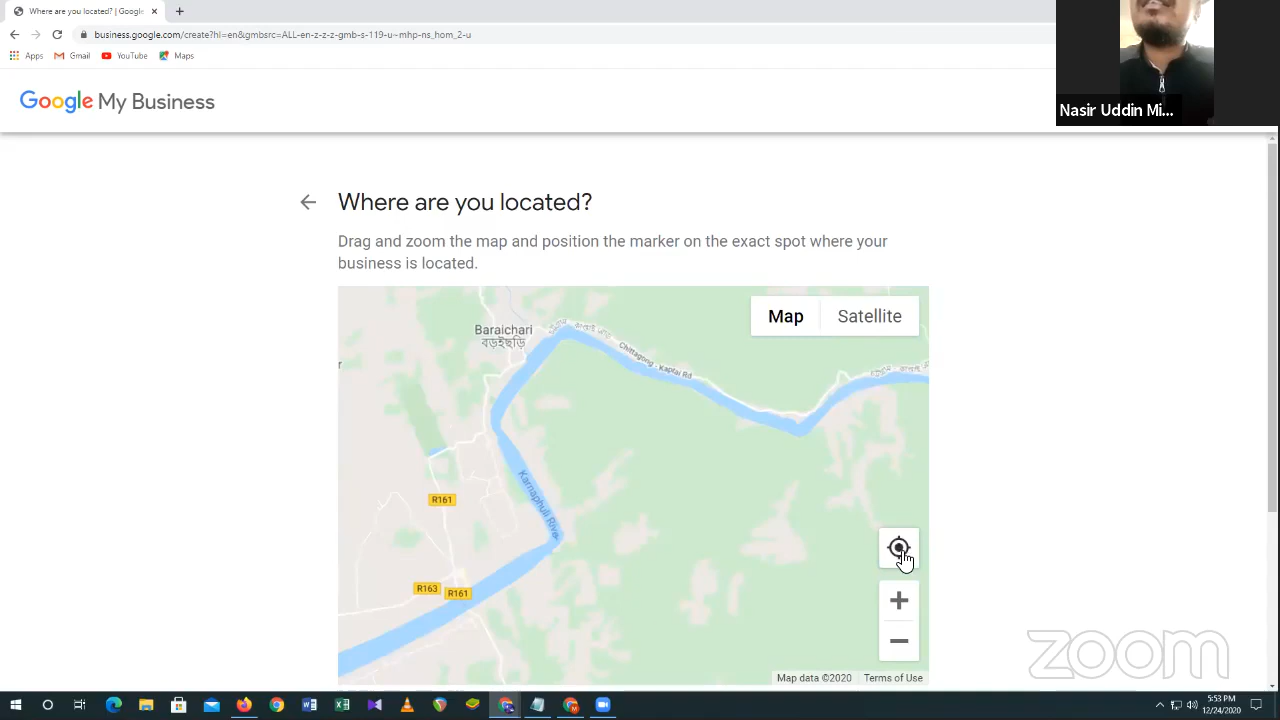 Where are you located? | Google
business.google.com/create?hl=en&gmbsrc=ALL-en-z-z-z-gmb-s-119-u~mhp-ns_hom_2-u
Apps Gmail YouTube Maps
Google My Business
Nasir Uddin Mi...
Where are you located?
Drag and zoom the map and position the marker on the exact spot where your
business is located.
Map Satellite
Baraichari
বড়ইছড়ি
Chittagong - Kaptai Rd
Karnaphuli River
R161
R163 R161
Map data ©2020 Terms of Use
zoom
5:53 PM
12/24/2020